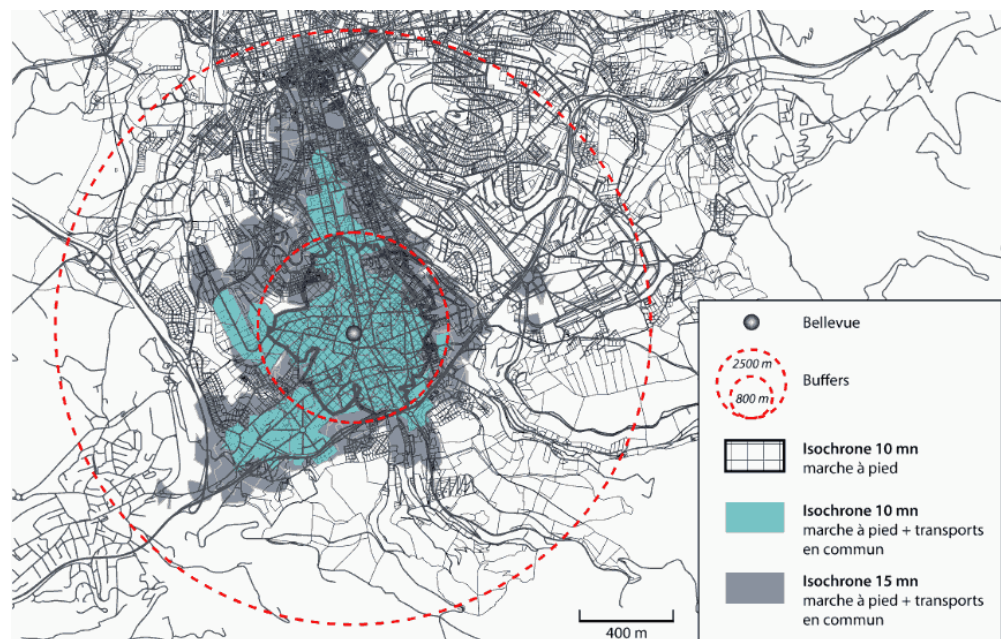 Bellevue
2500 m
800 m
Buffers
Isochrone 10 mn
marche à pied
Isochrone 10 mn
marche à pied + transports
en commun
Isochrone 15 mn
marche à pied + transports
en commun
400 m